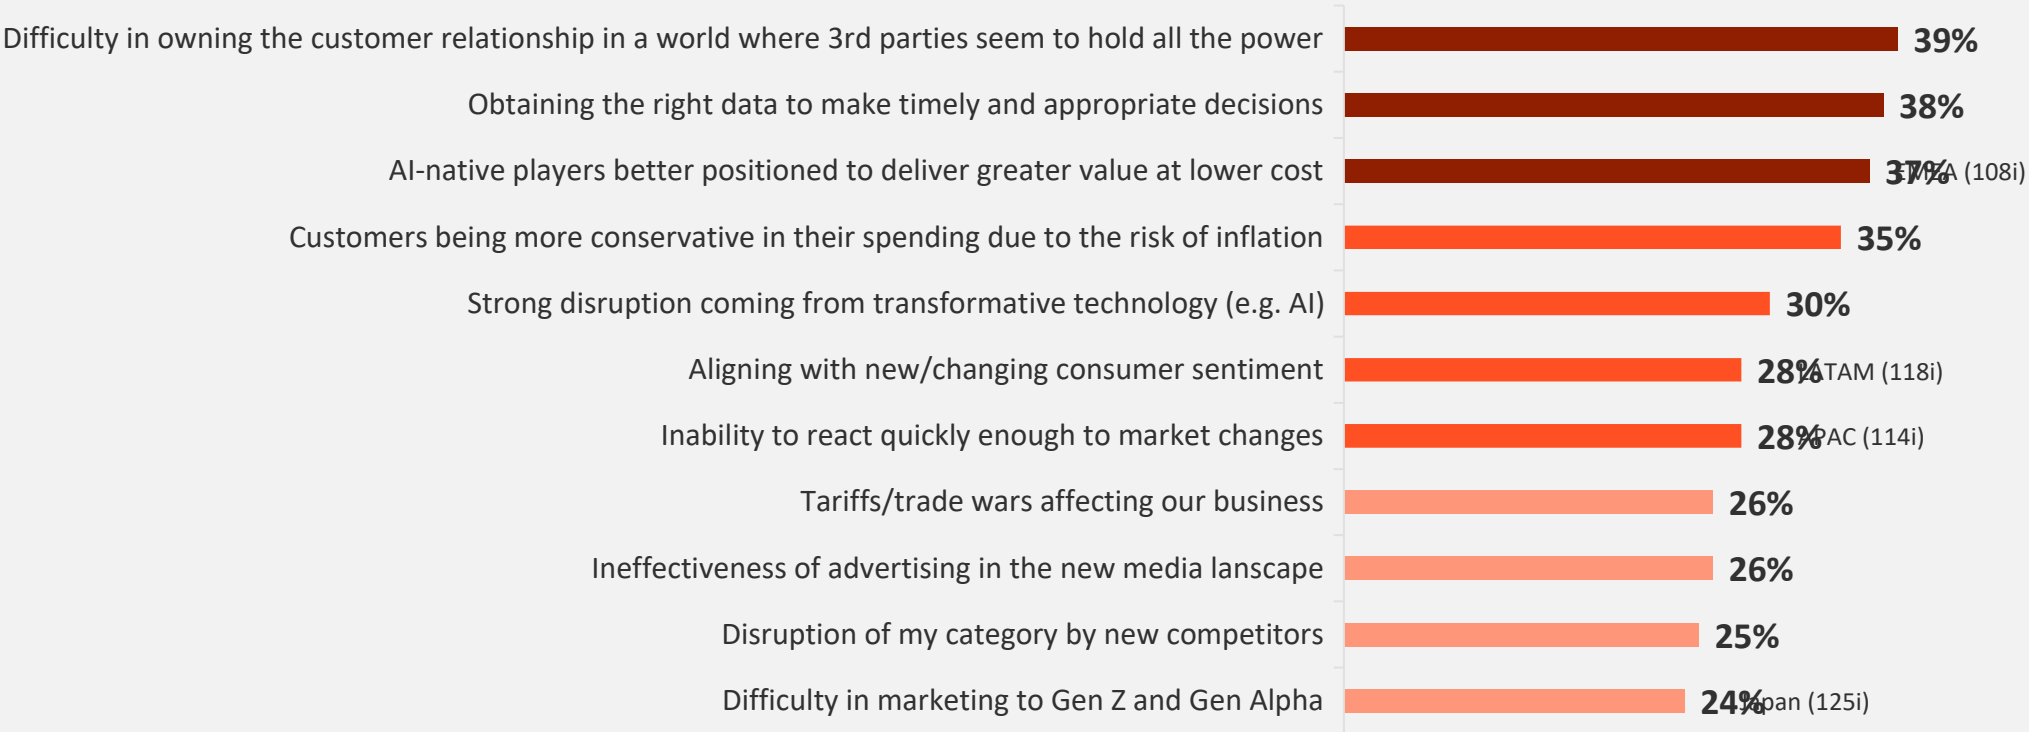 Difficulty in owning the customer relationship in a world where 3rd parties seem to hold all the power 39%
Obtaining the right data to make timely and appropriate decisions 38%
AI-native players better positioned to deliver greater value at lower cost 37% EMEA (108i)
Customers being more conservative in their spending due to the risk of inflation 35%
Strong disruption coming from transformative technology (e.g. AI) 30%
Aligning with new/changing consumer sentiment 28% LATAM (118i)
Inability to react quickly enough to market changes 28% APAC (114i)
Tariffs/trade wars affecting our business 26%
Ineffectiveness of advertising in the new media lanscape 26%
Disruption of my category by new competitors 25%
Difficulty in marketing to Gen Z and Gen Alpha 24% Japan (125i)